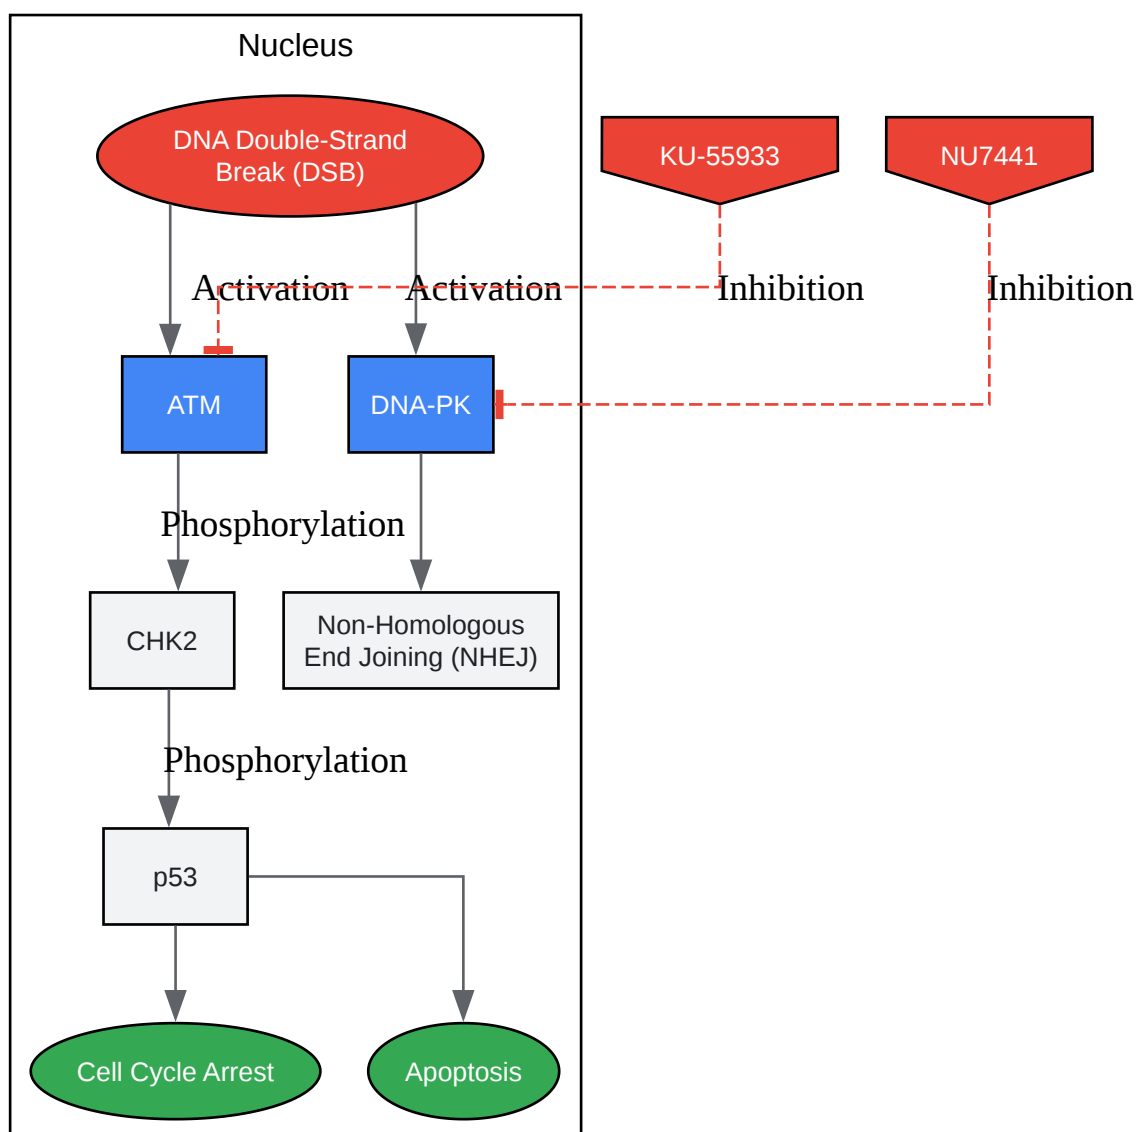 Nucleus
DNA Double-Strand
Break (DSB)
KU-55933
NU7441
Activation
Activation
Inhibition
Inhibition
ATM
DNA-PK
Phosphorylation
CHK2
Non-Homologous
End Joining (NHEJ)
Phosphorylation
p53
Cell Cycle Arrest
Apoptosis